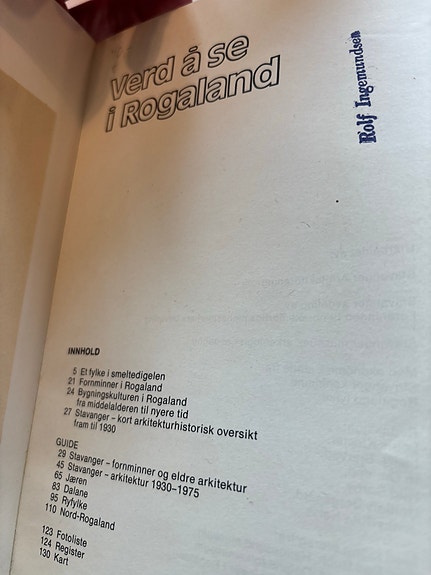 Verd å se
i Rogaland
Rolf Ingemundsen
INNHOLD
5 Et fylke i smeltedigelen
21 Fornminner i Rogaland
24 Bygningskulturen i Rogaland
fra middelalderen til nyere tid
27 Stavanger – kort arkitekturhistorisk oversikt
fram til 1930
GUIDE
29 Stavanger – fornminner og eldre arkitektur
45 Stavanger – arkitektur 1930–1975
65 Jæren
83 Dalane
95 Ryfylke
110 Nord-Rogaland
123 Fotoliste
124 Register
130 Kart